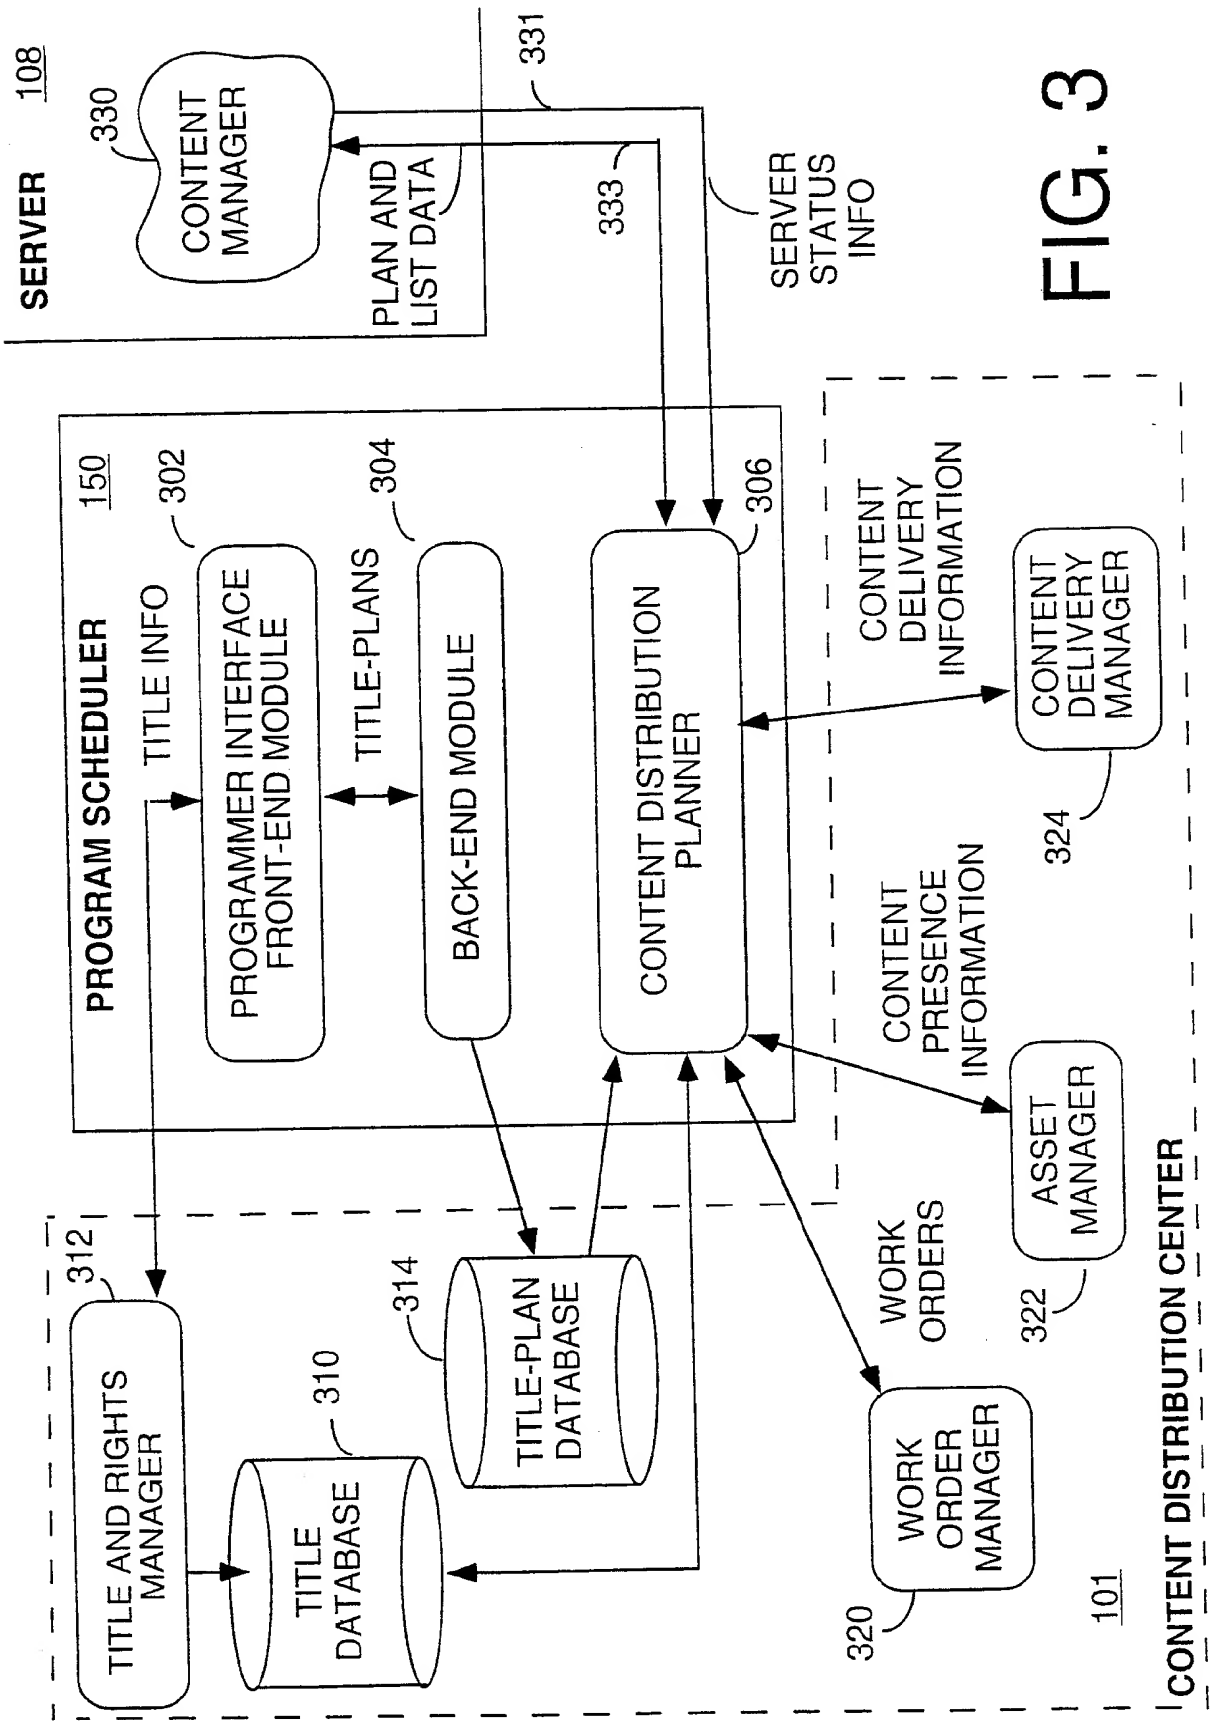 TITLE AND RIGHTS
MANAGER
312
TITLE
DATABASE
310
TITLE-PLAN
DATABASE
314
PROGRAM SCHEDULER
150
TITLE INFO
PROGRAMMER INTERFACE
FRONT-END MODULE
302
TITLE-PLANS
BACK-END MODULE
304
CONTENT DISTRIBUTION
PLANNER
306
SERVER
108
330
CONTENT
MANAGER
PLAN AND
LIST DATA
331
333
SERVER
STATUS
INFO
WORK
ORDER
MANAGER
320
WORK
ORDERS
ASSET
MANAGER
322
CONTENT
PRESENCE
INFORMATION
CONTENT
DELIVERY
MANAGER
324
CONTENT
DELIVERY
INFORMATION
101
CONTENT DISTRIBUTION CENTER
FIG. 3